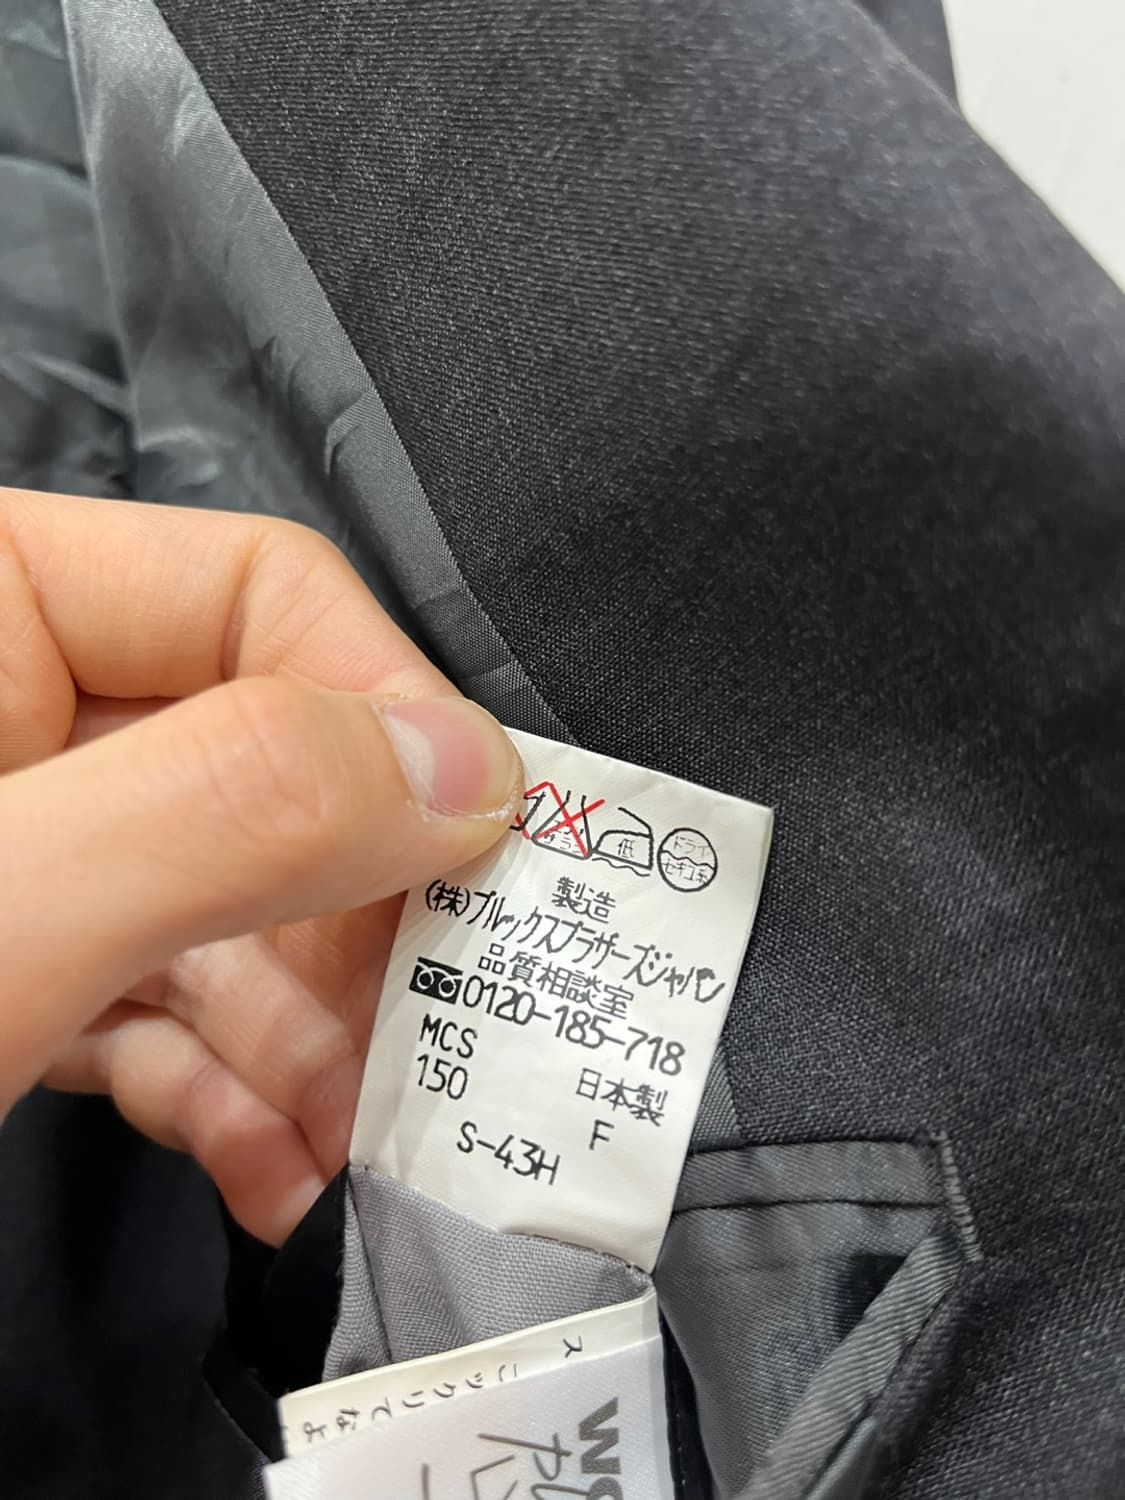 低
ドライ
セキユ系
製造
(株)ブルックスブラザーズジャパン
品質相談室
0120-185-718
MCS
150
日本製
F
S-43H